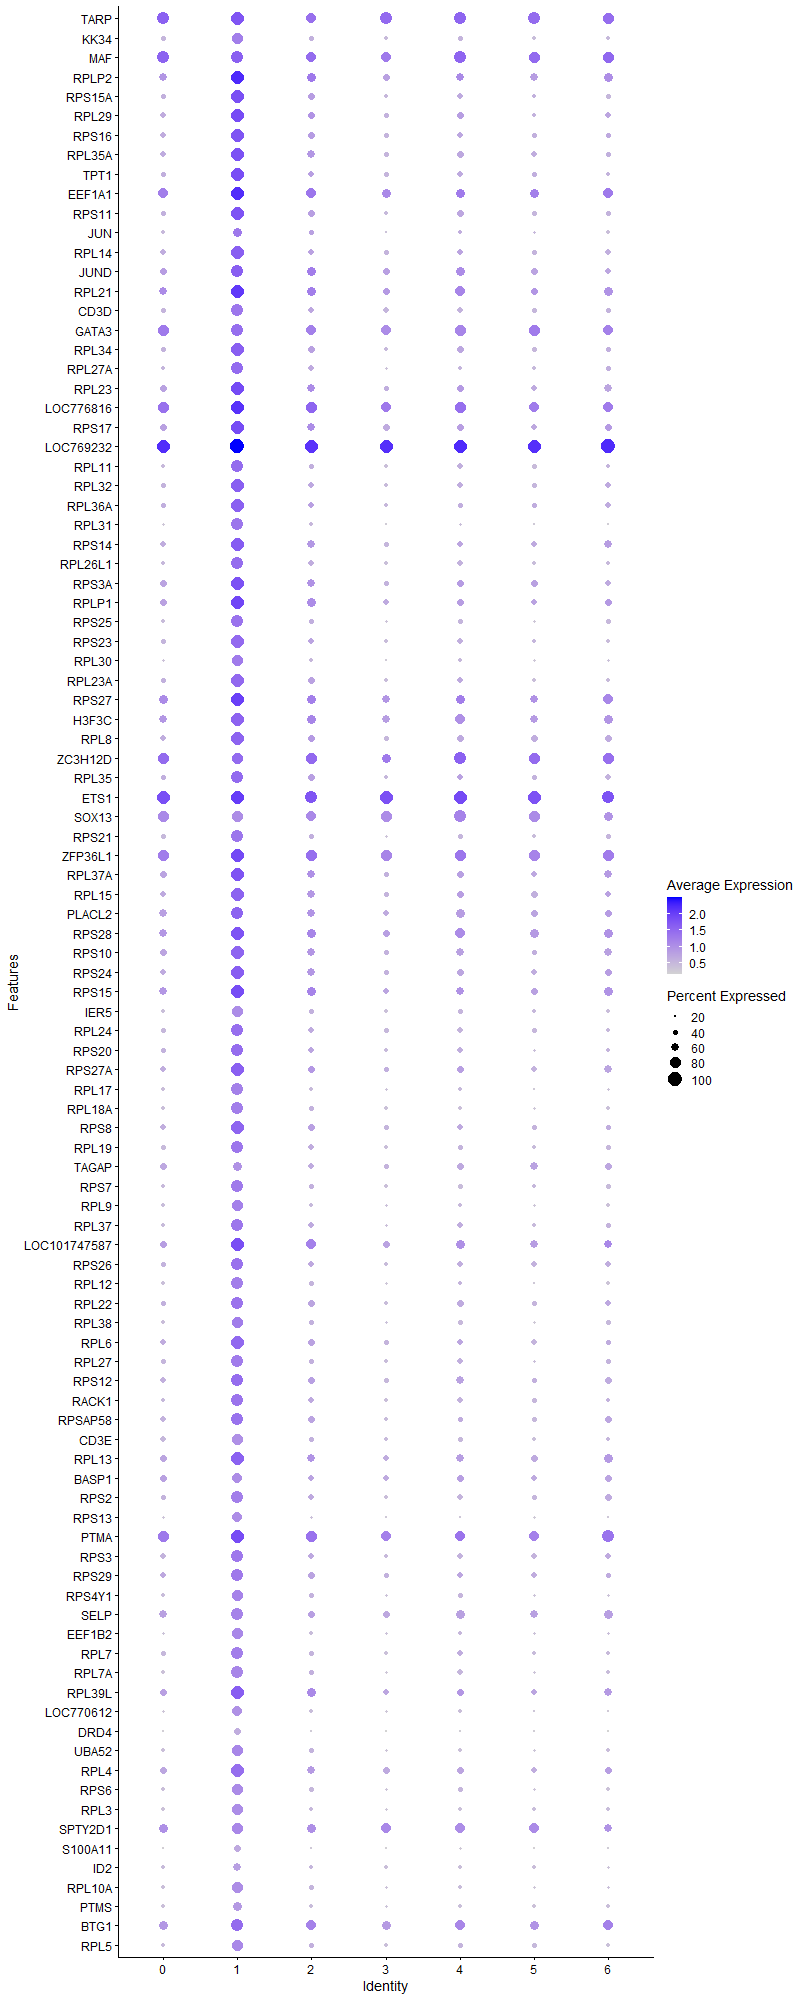 TARP
KK34
MAF
RPLP2
RPS15A
RPL29
RPS16
RPL35A
TPT1
EEF1A1
RPS11
JUN
RPL14
JUND
RPL21
CD3D
GATA3
RPL34
RPL27A
RPL23
LOC776816
RPS17
LOC769232
RPL11
RPL32
RPL36A
RPL31
RPS14
RPL26L1
RPS3A
RPLP1
RPS25
RPS23
RPL30
RPL23A
RPS27
H3F3C
RPL8
ZC3H12D
RPL35
ETS1
SOX13
RPS21
ZFP36L1
RPL37A
RPL15
PLACL2
RPS28
RPS10
RPS24
RPS15
IER5
RPL24
RPS20
RPS27A
RPL17
RPL18A
RPS8
RPL19
TAGAP
RPS7
RPL9
RPL37
LOC101747587
RPS26
RPL12
RPL22
RPL38
RPL6
RPL27
RPS12
RACK1
RPSAP58
CD3E
RPL13
BASP1
RPS2
RPS13
PTMA
RPS3
RPS29
RPS4Y1
SELP
EEF1B2
RPL7
RPL7A
RPL39L
LOC770612
DRD4
UBA52
RPL4
RPS6
RPL3
SPTY2D1
S100A11
ID2
RPL10A
PTMS
BTG1
RPL5
Features
0 1 2 3 4 5 6
Identity
Average Expression
2.0
1.5
1.0
0.5
Percent Expressed
20
40
60
80
100